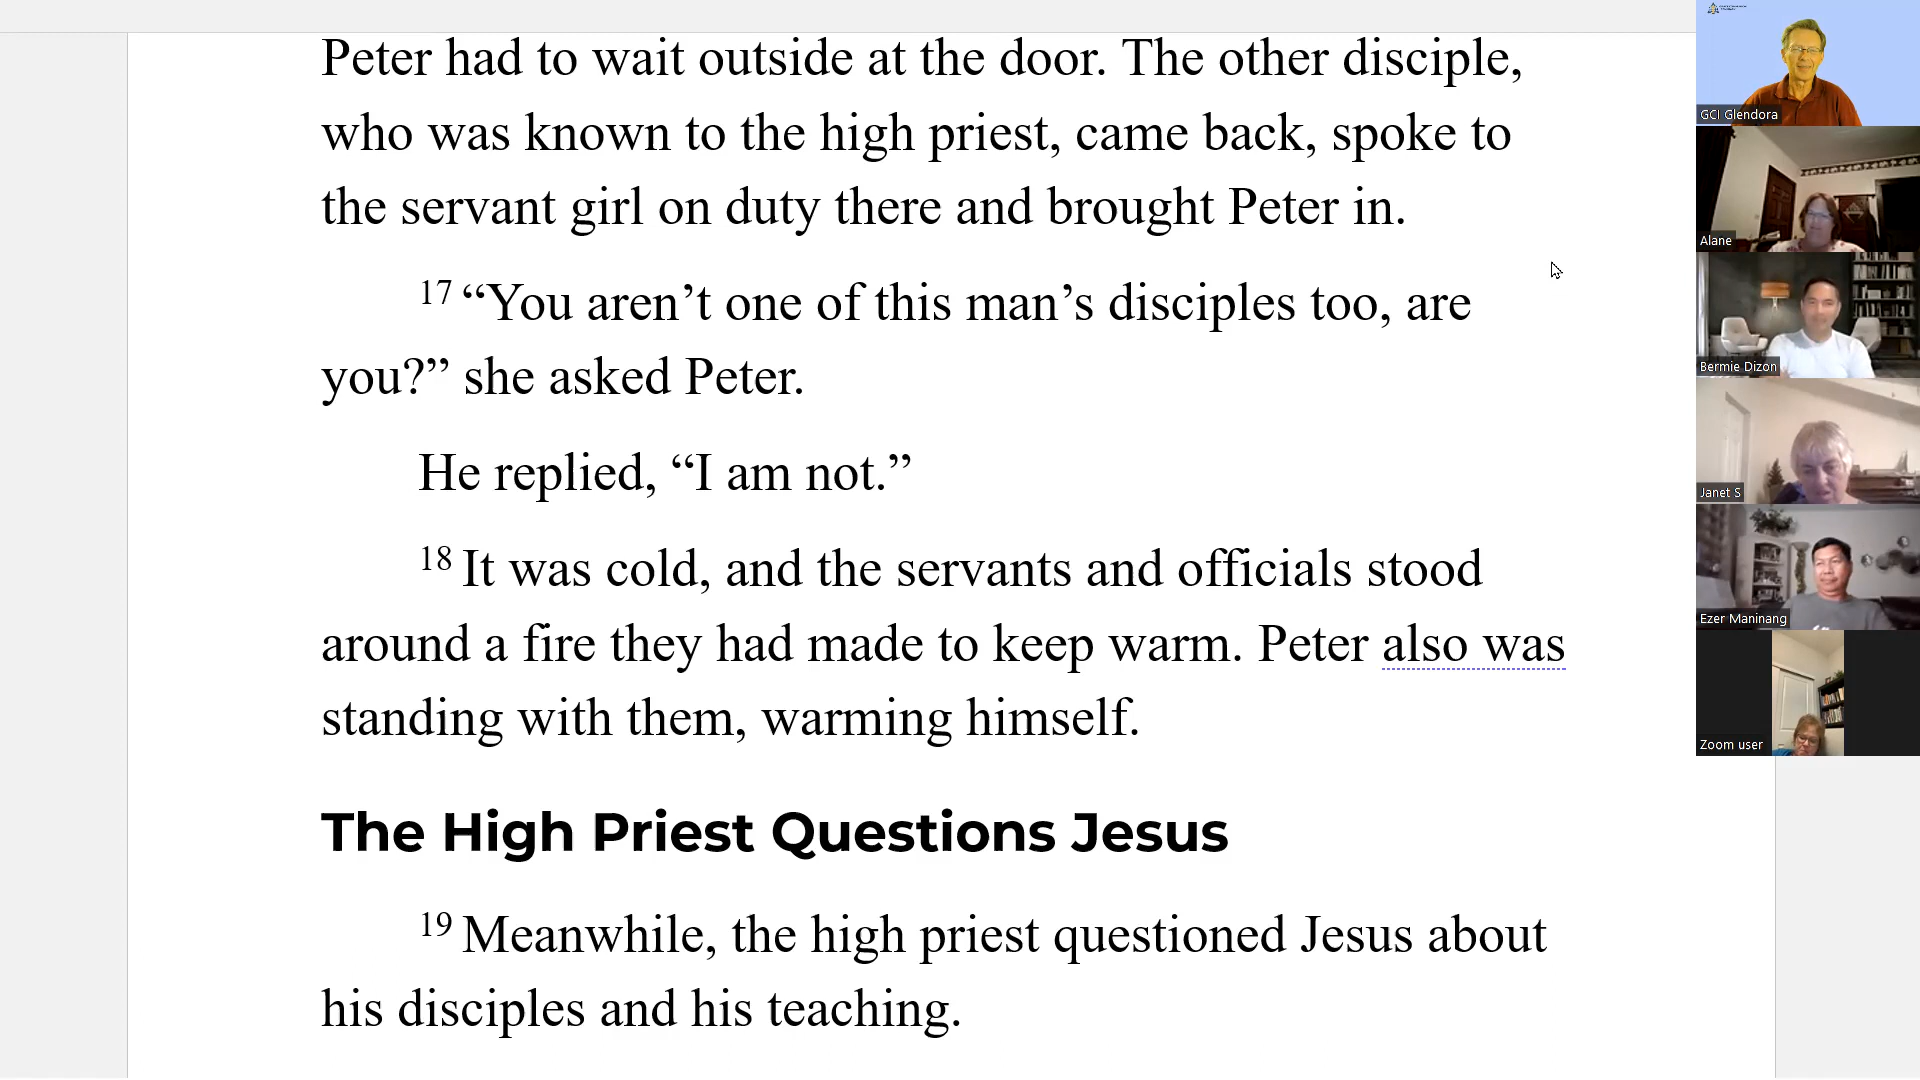 Peter had to wait outside at the door. The other disciple,
who was known to the high priest, came back, spoke to
the servant girl on duty there and brought Peter in.
17 “You aren’t one of this man’s disciples too, are
you?” she asked Peter.
He replied, “I am not.”
18 It was cold, and the servants and officials stood
around a fire they had made to keep warm. Peter also was
standing with them, warming himself.
The High Priest Questions Jesus
19 Meanwhile, the high priest questioned Jesus about
his disciples and his teaching.
GCI Glendora
Alane
Bermie Dizon
Janet S
Ezer Maninang
Zoom user